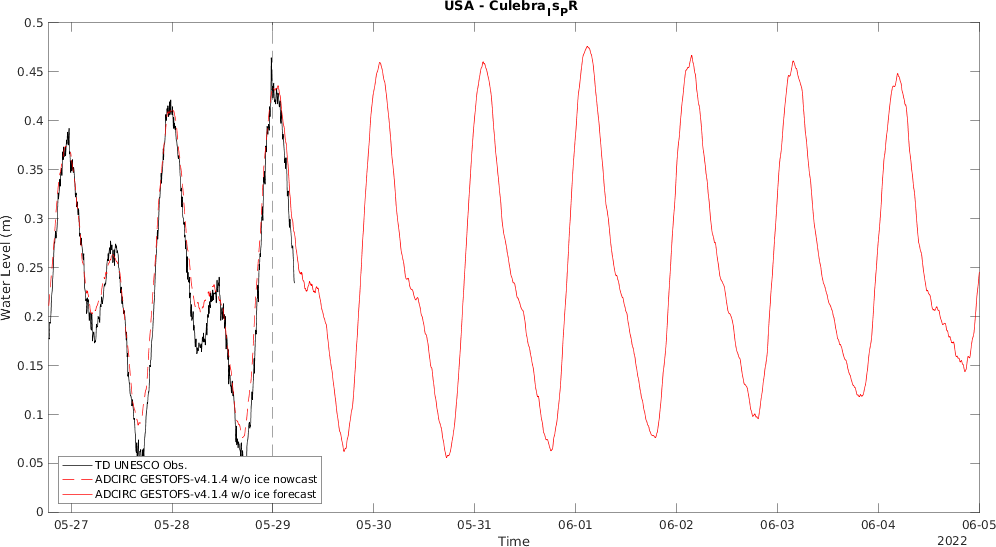 USA - Culebra_Is_PR
0.5
0.45
0.4
0.35
0.3
0.25
0.2
0.15
0.1
0.05
0
Water Level (m)
TD UNESCO Obs.
ADCIRC GESTOFS-v4.1.4 w/o ice nowcast
ADCIRC GESTOFS-v4.1.4 w/o ice forecast
05-27 05-28 05-29 05-30 05-31 06-01 06-02 06-03 06-04 06-05
Time
2022